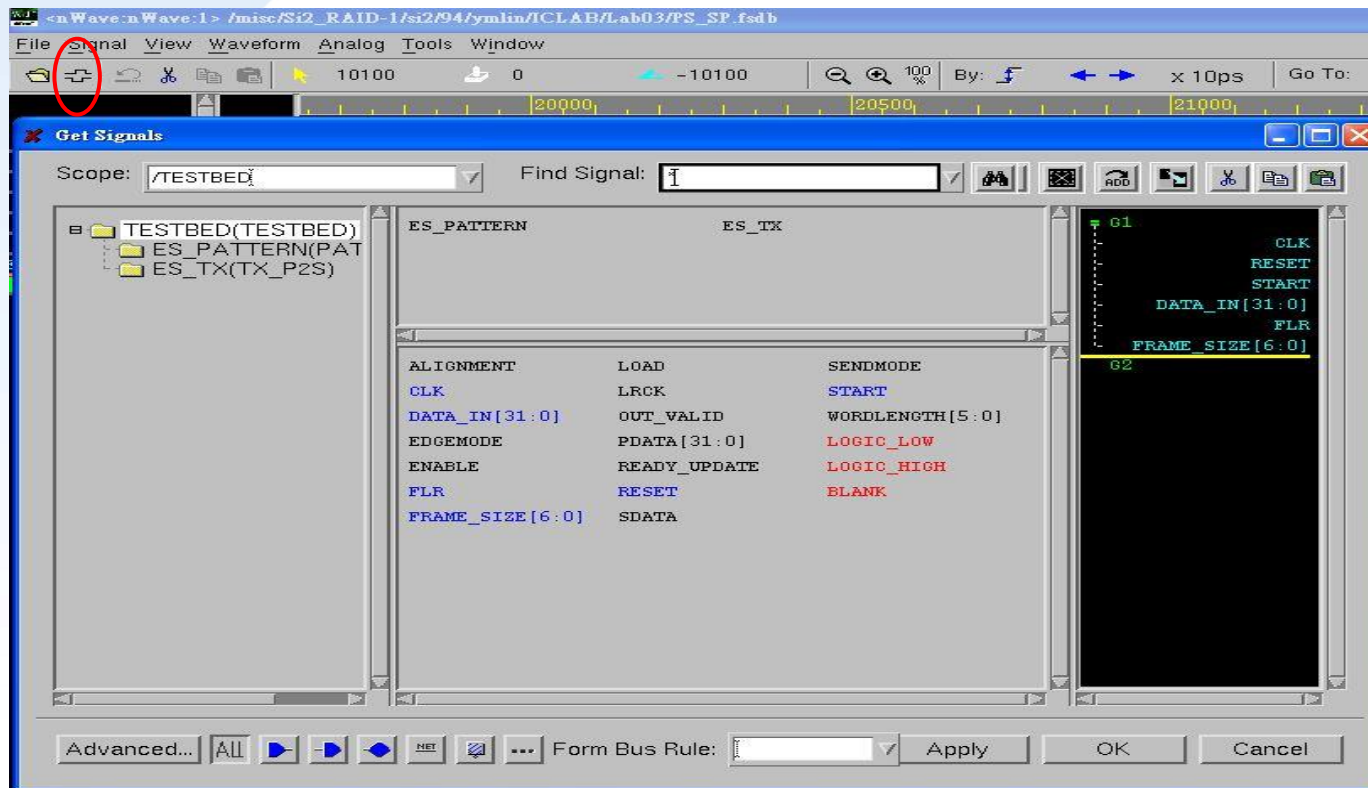 <nWave:nWave:1> /misc/Si2_RAID-1/si2/94/ymlin/ICLAB/Lab03/PS_SP.fsdb
File Signal View Waveform Analog Tools Window
10100 0 -10100 100% By: x 10ps Go To:
20000 20500 21000
Get Signals
Scope: /TESTBED Find Signal: ADD
TESTBED(TESTBED)
ES_PATTERN(PAT
ES_TX(TX_P2S)
ES_PATTERN ES_TX
ALIGNMENT LOAD SENDMODE
CLK LRCK START
DATA_IN[31:0] OUT_VALID WORDLENGTH[5:0]
EDGEMODE PDATA[31:0] LOGIC_LOW
ENABLE READY_UPDATE LOGIC_HIGH
FLR RESET BLANK
FRAME_SIZE[6:0] SDATA
G1
CLK
RESET
START
DATA_IN[31:0]
FLR
FRAME_SIZE[6:0]
G2
Advanced... All NET ... Form Bus Rule: Apply OK Cancel